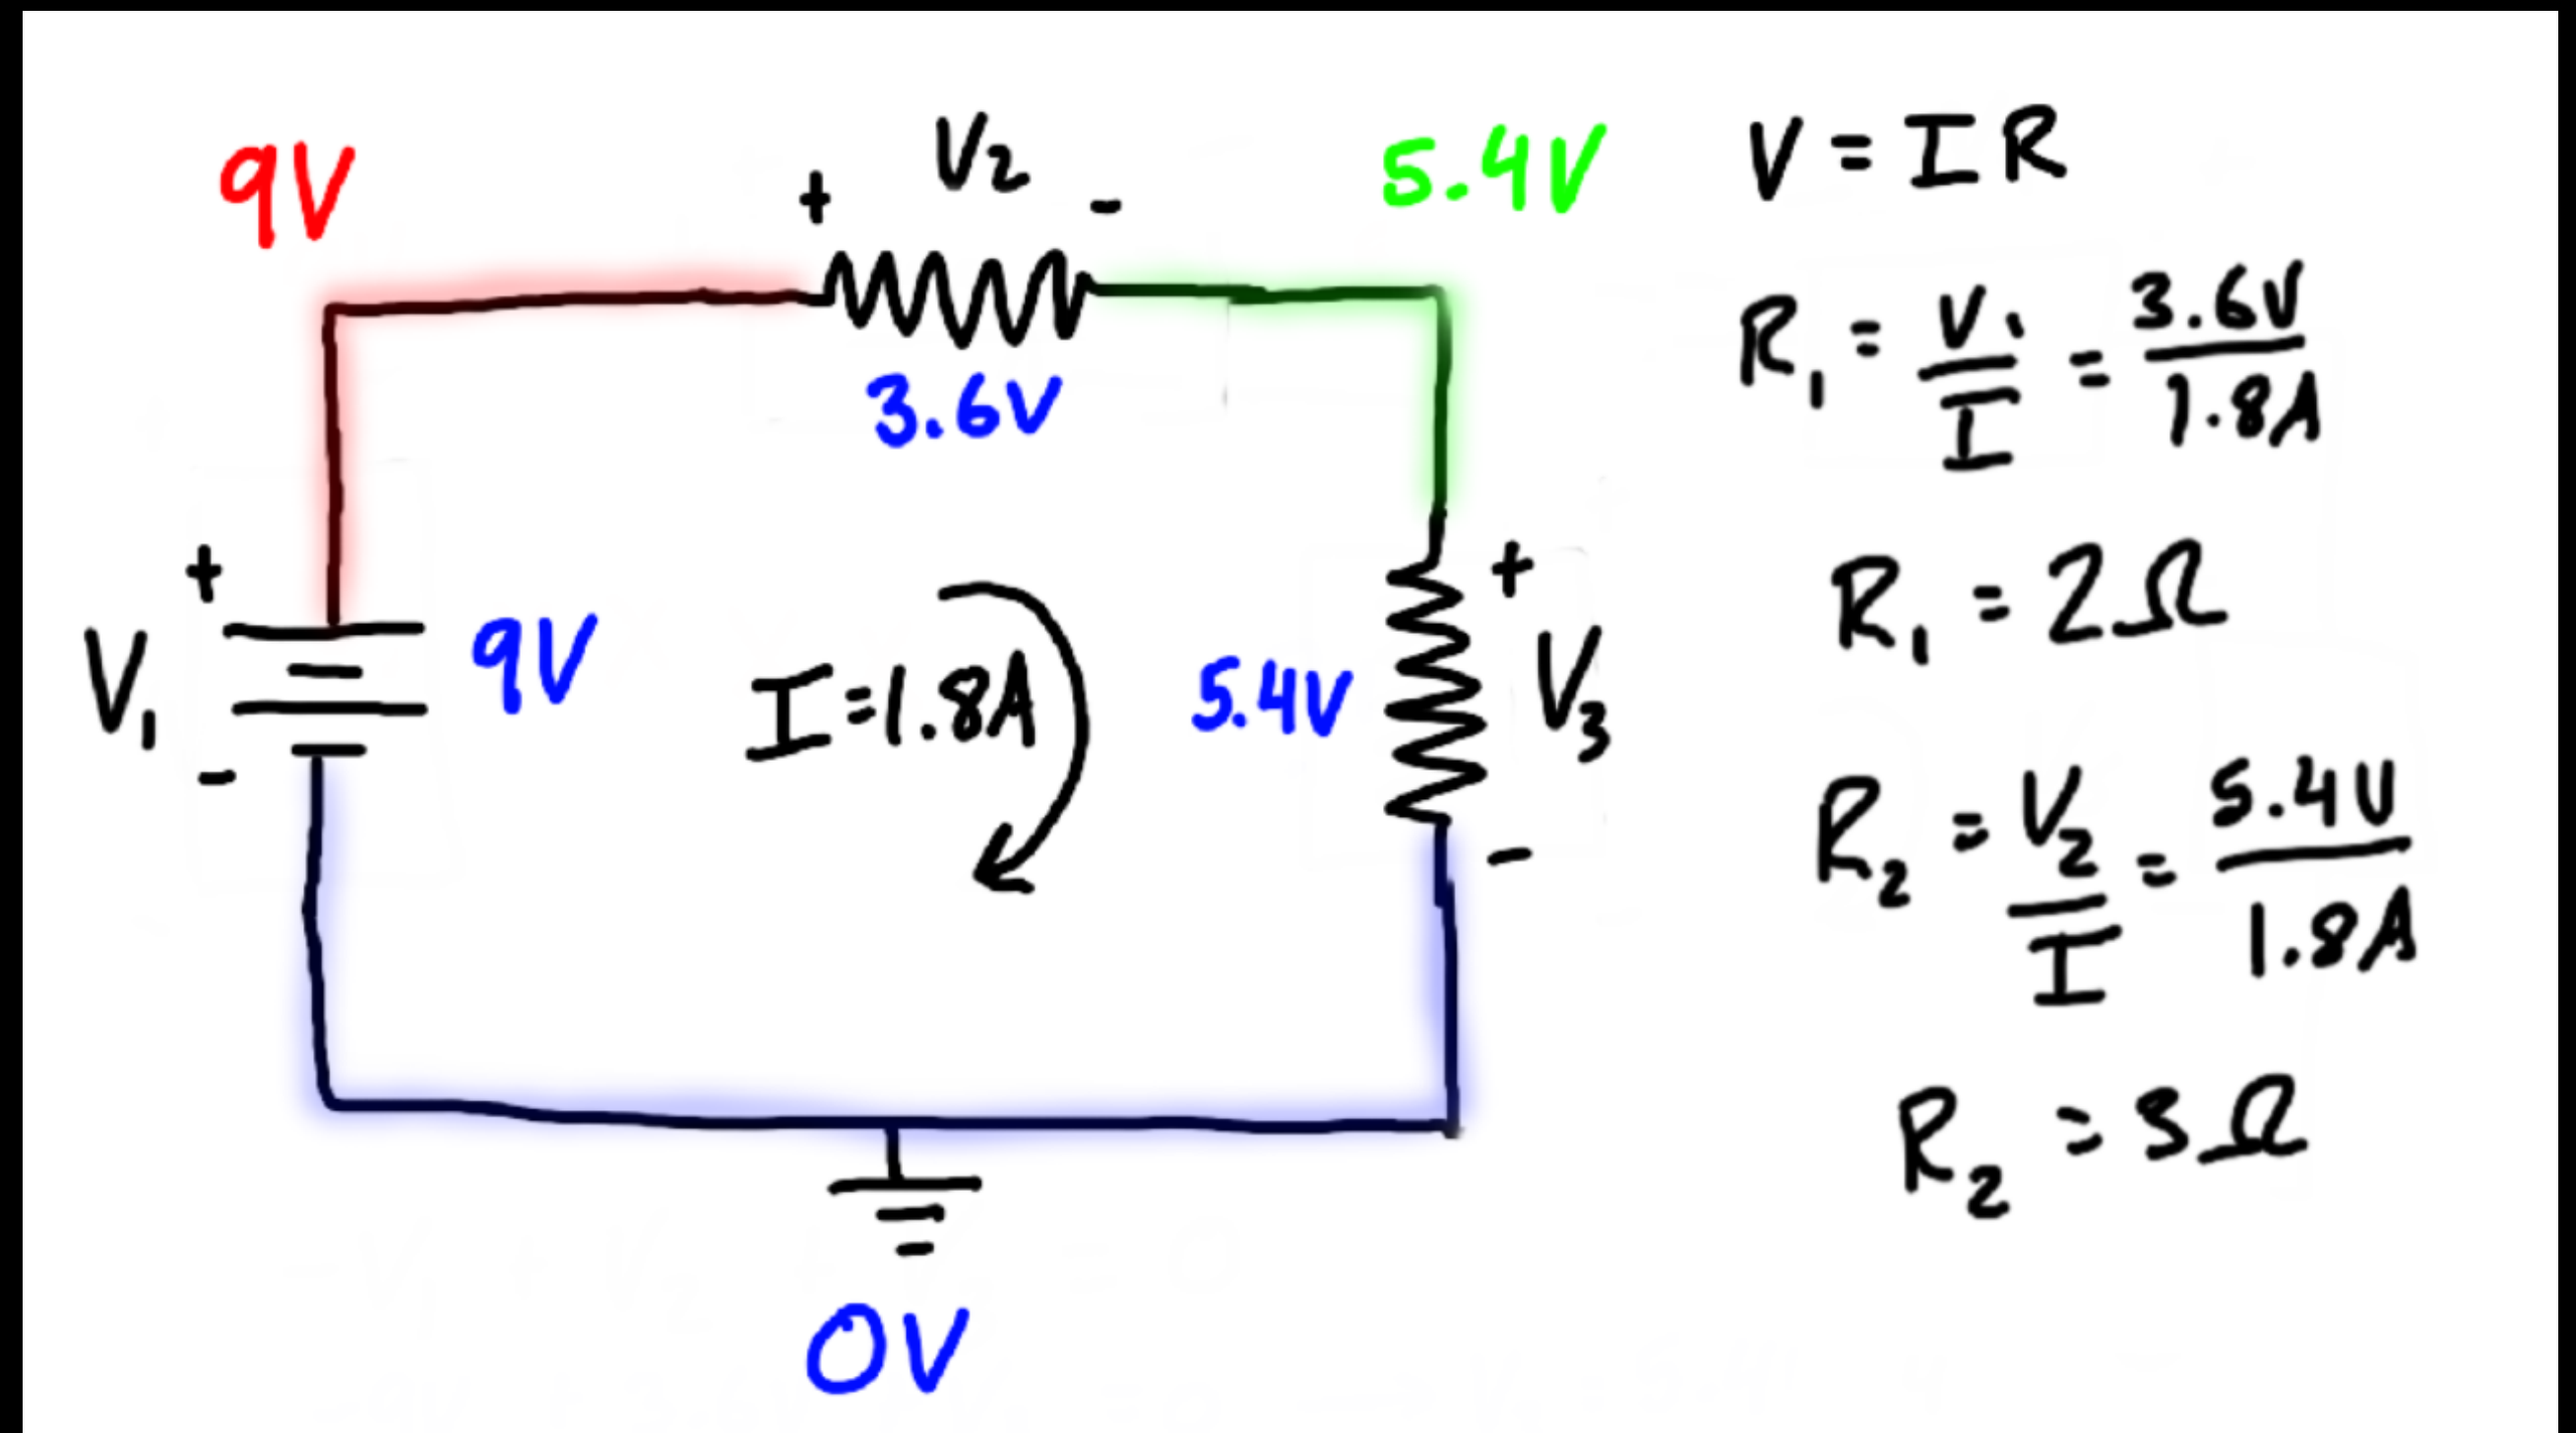 9V
+ V2 -
5.4V
3.6V
+
V1
-
9V
I=1.8A
5.4V
+
V3
-
0V
V = IR
R1 = V1/I = 3.6V/1.8A
R1 = 2Ω
R2 = V2/I = 5.4V/1.8A
R2 = 3Ω